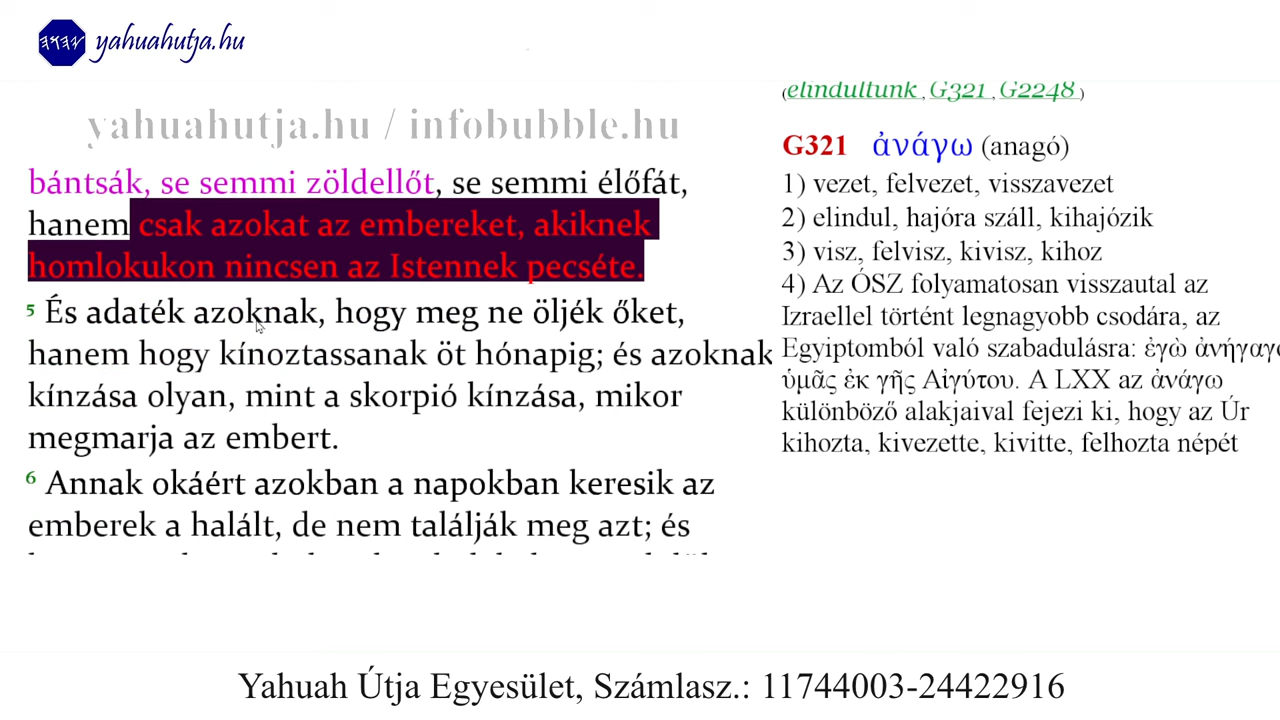 yahuahutja.hu
yahuahutja.hu / infobubble.hu
bántsák, se semmi zöldellőt, se semmi élőfát,
hanem csak azokat az embereket, akiknek
homlokukon nincsen az Istennek pecséte.
5 És adaték azoknak, hogy meg ne öljék őket,
hanem hogy kínoztassanak öt hónapig; és azoknak
kínzása olyan, mint a skorpió kínzása, mikor
megmarja az embert.
6 Annak okáért azokban a napokban keresik az
emberek a halált, de nem találják meg azt; és
(elindultunk , G321 , G2248 )
G321 ἀνάγω (anagó)
1) vezet, felvezet, visszavezet
2) elindul, hajóra száll, kihajózik
3) visz, felvisz, kivisz, kihoz
4) Az ÓSZ folyamatosan visszautal az
Izraellel történt legnagyobb csodára, az
Egyiptomból való szabadulásra: ἐγὼ ἀνήγαγο
ὑμᾶς ἐκ γῆς Αἰγύτου. A LXX az ἀνάγω
különböző alakjaival fejezi ki, hogy az Úr
kihozta, kivezette, kivitte, felhozta népét
Yahuah Útja Egyesület, Számlasz.: 11744003-24422916